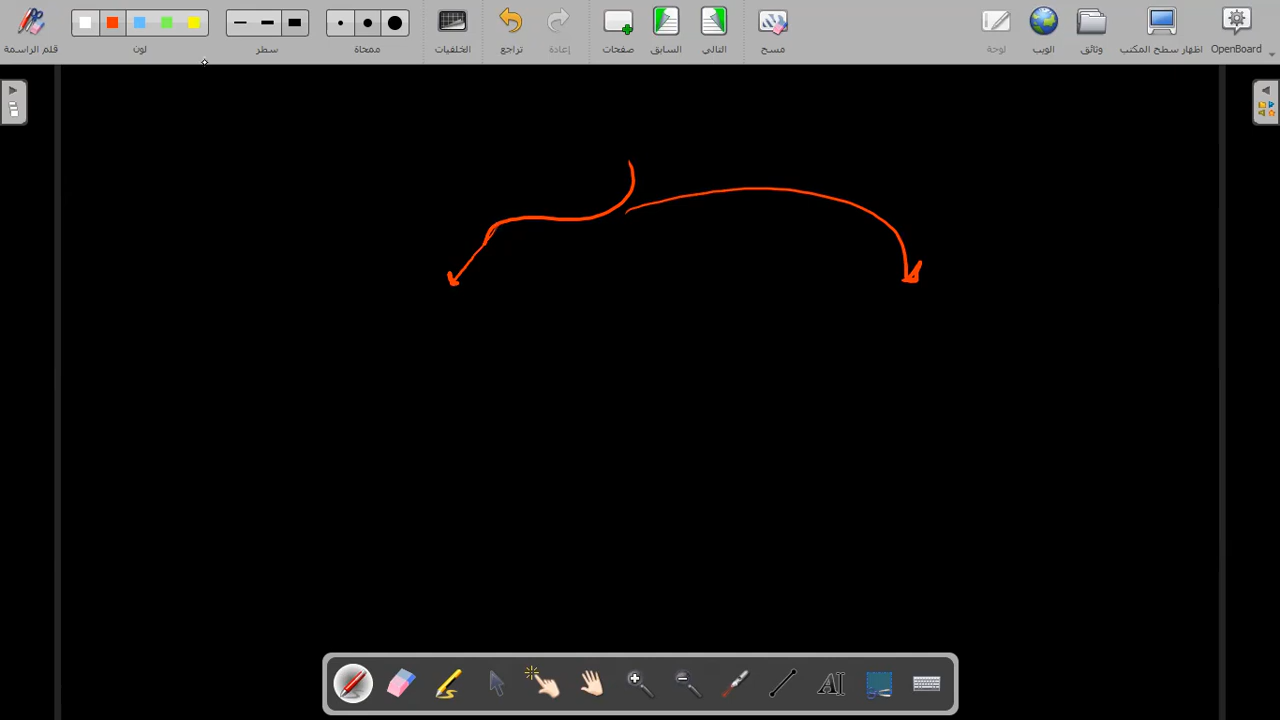 قلم الراسمة
لون
سطر
ممحاة
الخلفيات
تراجع
إعادة
صفحات
السابق
التالي
مسح
لوحة
الويب
وثائق
اظهار سطح المكتب
OpenBoard
AI